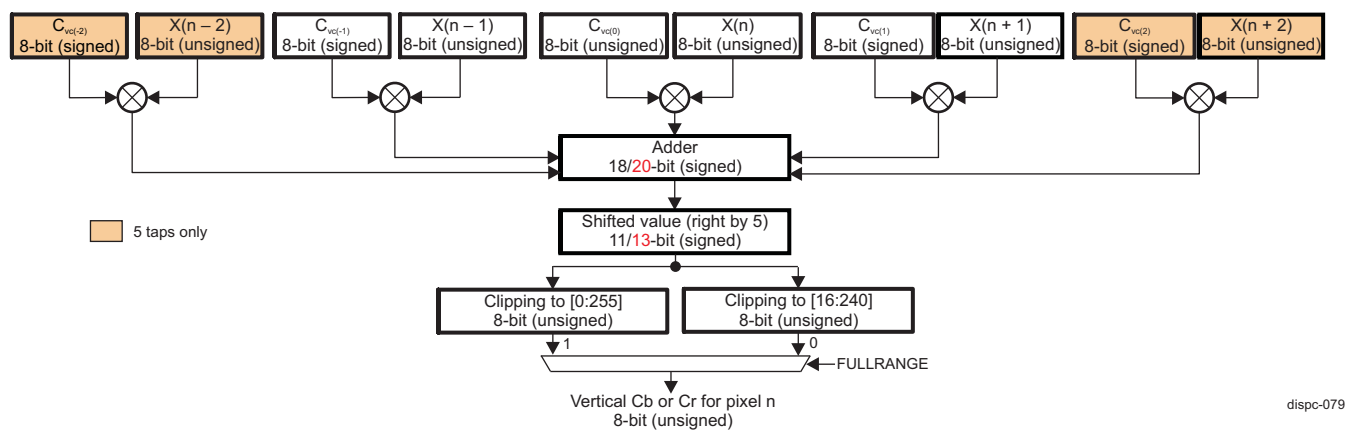 Cvc(-2)
8-bit (signed)
X(n – 2)
8-bit (unsigned)
Cvc(-1)
8-bit (signed)
X(n – 1)
8-bit (unsigned)
Cvc(0)
8-bit (signed)
X(n)
8-bit (unsigned)
Cvc(1)
8-bit (signed)
X(n + 1)
8-bit (unsigned)
Cvc(2)
8-bit (signed)
X(n + 2)
8-bit (unsigned)
Adder
18/20-bit (signed)
5 taps only
Shifted value (right by 5)
11/13-bit (signed)
Clipping to [0:255]
8-bit (unsigned)
Clipping to [16:240]
8-bit (unsigned)
1
0
FULLRANGE
Vertical Cb or Cr for pixel n
8-bit (unsigned)
dispc-079